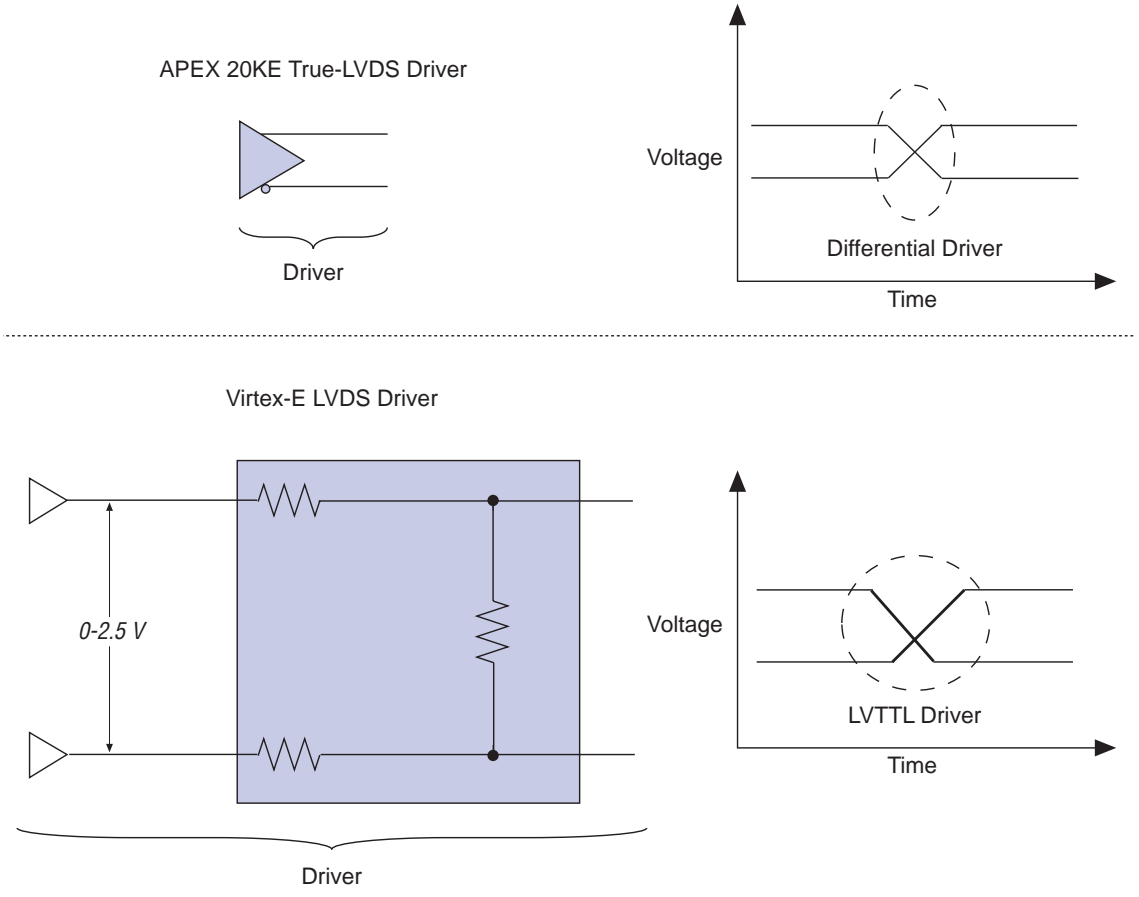 APEX 20KE True-LVDS Driver
Driver
Voltage
Differential Driver
Time
Virtex-E LVDS Driver
0-2.5 V
Driver
Voltage
LVTTL Driver
Time